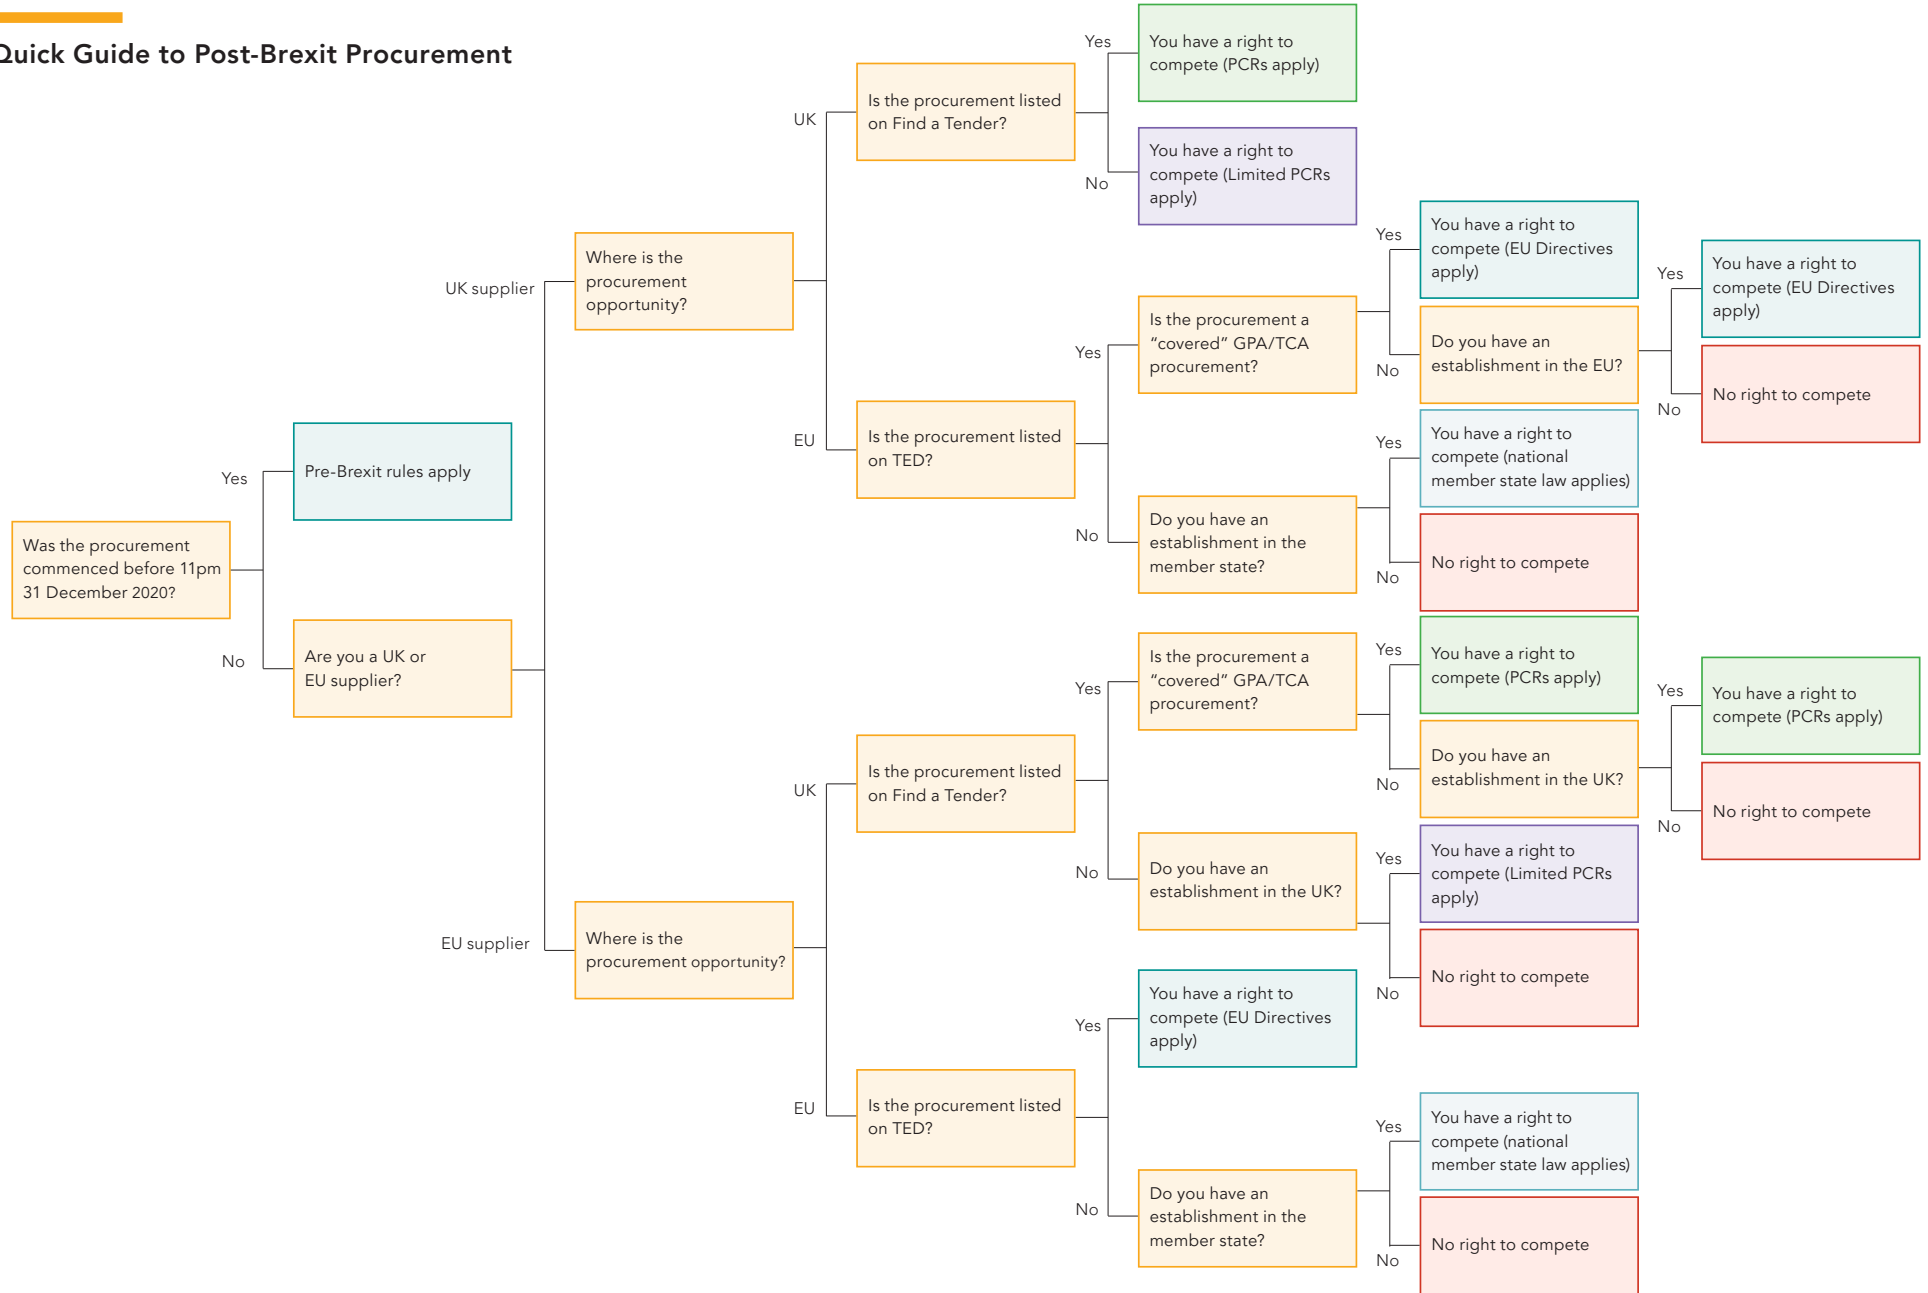 Quick Guide to Post-Brexit Procurement
Was the procurement
commenced before 11pm
31 December 2020?
Yes
Pre-Brexit rules apply
No
Are you a UK or
EU supplier?
UK supplier
Where is the
procurement
opportunity?
UK
Is the procurement listed
on Find a Tender?
Yes
You have a right to
compete (PCRs apply)
No
You have a right to
compete (Limited PCRs
apply)
EU
Is the procurement listed
on TED?
Yes
Is the procurement a
“covered” GPA/TCA
procurement?
Yes
You have a right to
compete (EU Directives
apply)
No
Do you have an
establishment in the EU?
Yes
You have a right to
compete (EU Directives
apply)
No
No right to compete
No
Do you have an
establishment in the
member state?
Yes
You have a right to
compete (national
member state law applies)
No
No right to compete
EU supplier
Where is the
procurement opportunity?
UK
Is the procurement listed
on Find a Tender?
Yes
Is the procurement a
“covered” GPA/TCA
procurement?
Yes
You have a right to
compete (PCRs apply)
No
Do you have an
establishment in the UK?
Yes
You have a right to
compete (PCRs apply)
No
No right to compete
No
Do you have an
establishment in the UK?
Yes
You have a right to
compete (Limited PCRs
apply)
No
No right to compete
EU
Is the procurement listed
on TED?
Yes
You have a right to
compete (EU Directives
apply)
No
Do you have an
establishment in the
member state?
Yes
You have a right to
compete (national
member state law applies)
No
No right to compete